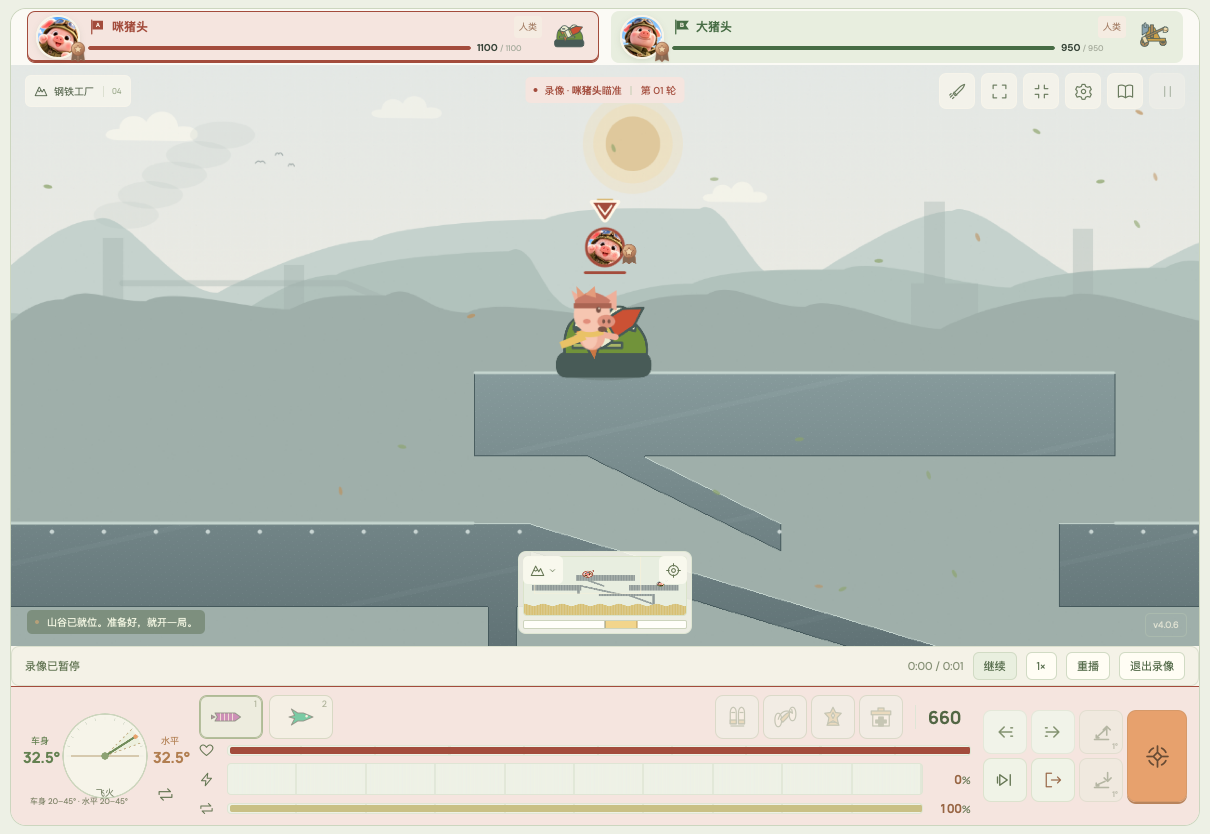 咪猪头
人类
1100 / 1100
大猪头
人类
950 / 950
钢铁工厂 04
录像 · 咪猪头瞄准 第 01 轮
山谷已就位。准备好，就开一局。
v4.0.6
录像已暂停
0:00 / 0:01
继续
1×
重播
退出录像
车身
32.5°
水平
32.5°
飞火
车身 20–45° · 水平 20–45°
1
2
660
0%
100%
1°
1°